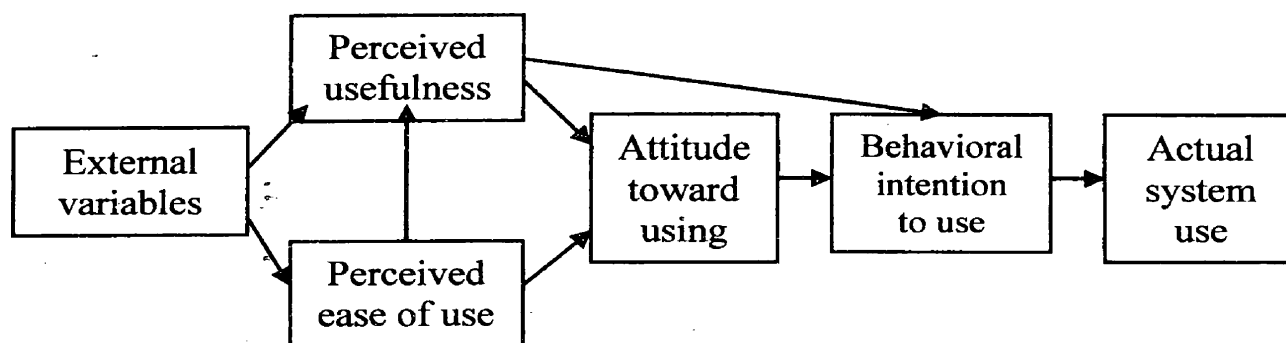 Perceived
usefulness
External
variables
Perceived
ease of use
Attitude
toward
using
Behavioral
intention
to use
Actual
system
use